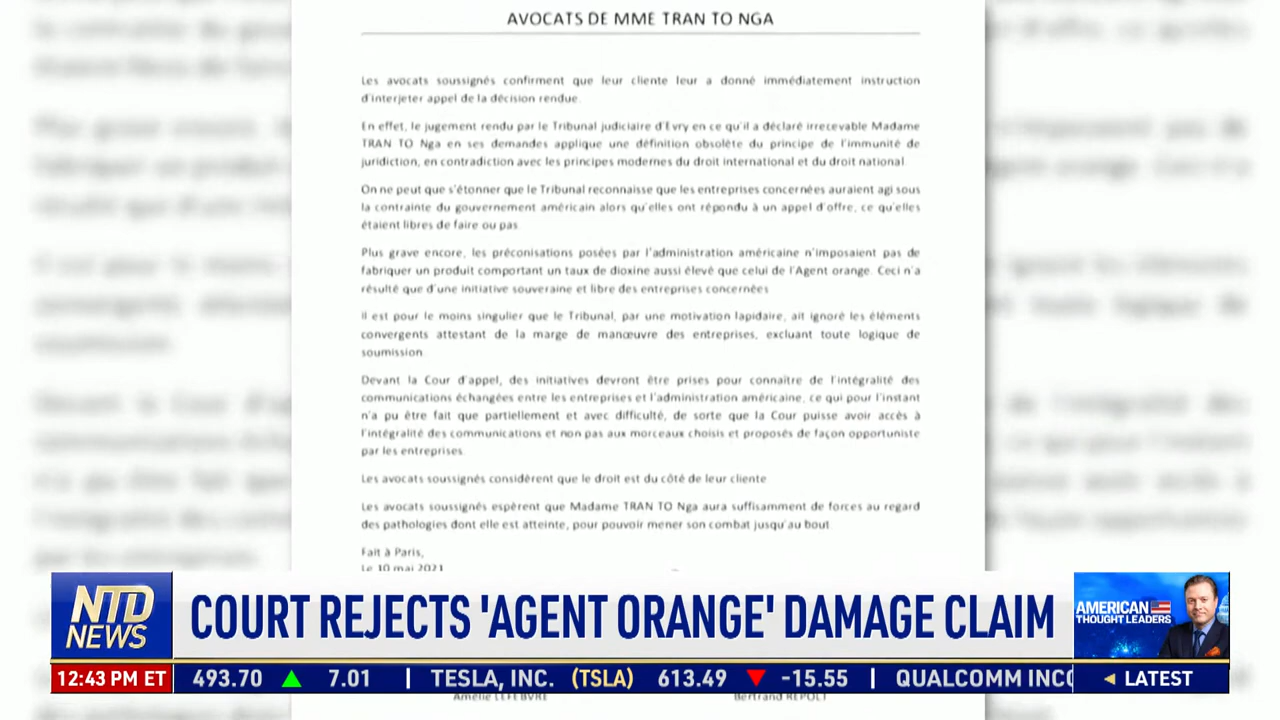 AVOCATS DE MME TRAN TO NGA
Les avocats soussignés confirment que leur cliente leur a donné immédiatement instruction
d'interjeter appel de la décision rendue.
En effet, le jugement rendu par le Tribunal judiciaire d'Evry en ce qu'il a déclaré irrecevable Madame
TRAN TO Nga en ses demandes applique une définition obsolète du principe de l'immunité de
juridiction, en contradiction avec les principes modernes du droit international et du droit national
On ne peut que s'étonner que le Tribunal reconnaisse que les entreprises concernées auraient agi sous
la contrainte du gouvernement américain alors qu'elles ont répondu à un appel d'offre, ce qu'elles
étaient libres de faire ou pas
Plus grave encore, les préconisations posées par l'administration américaine n'imposaient pas de
fabriquer un produit comportant un taux de dioxine aussi élevé que celui de l'Agent orange. Ceci n'a
résulté que d'une initiative souveraine et libre des entreprises concernées
Il est pour le moins singulier que le Tribunal, par une motivation lapidaire, ait ignoré les éléments
convergents attestant de la marge de manœuvre des entreprises, excluant toute logique de
soumission
Devant la Cour d'appel, des initiatives devront être prises pour connaître de l'intégralité des
communications échangées entre les entreprises et l'administration américaine, ce qui pour l'instant
n'a pu être fait que partiellement et avec difficulté, de sorte que la Cour puisse avoir accès à
l'intégralité des communications et non pas aux morceaux choisis et proposés de façon opportuniste
par les entreprises
Les avocats soussignés considèrent que le droit est du côté de leur cliente
Les avocats soussignés espèrent que Madame TRAN TO Nga aura suffisamment de forces au regard
des pathologies dont elle est atteinte, pour pouvoir mener son combat jusqu'au bout
Fait à Paris,
Le 10 mai 2021
NTD
NEWS
COURT REJECTS 'AGENT ORANGE' DAMAGE CLAIM
AMERICAN
THOUGHT LEADERS
12:43 PM ET 493.70 ▲ 7.01 | TESLA, INC. (TSLA) 613.49 ▼ -15.55 | QUALCOMM INC ◄ LATEST
Amélie LEFEBVRE Bertrand REPOLT